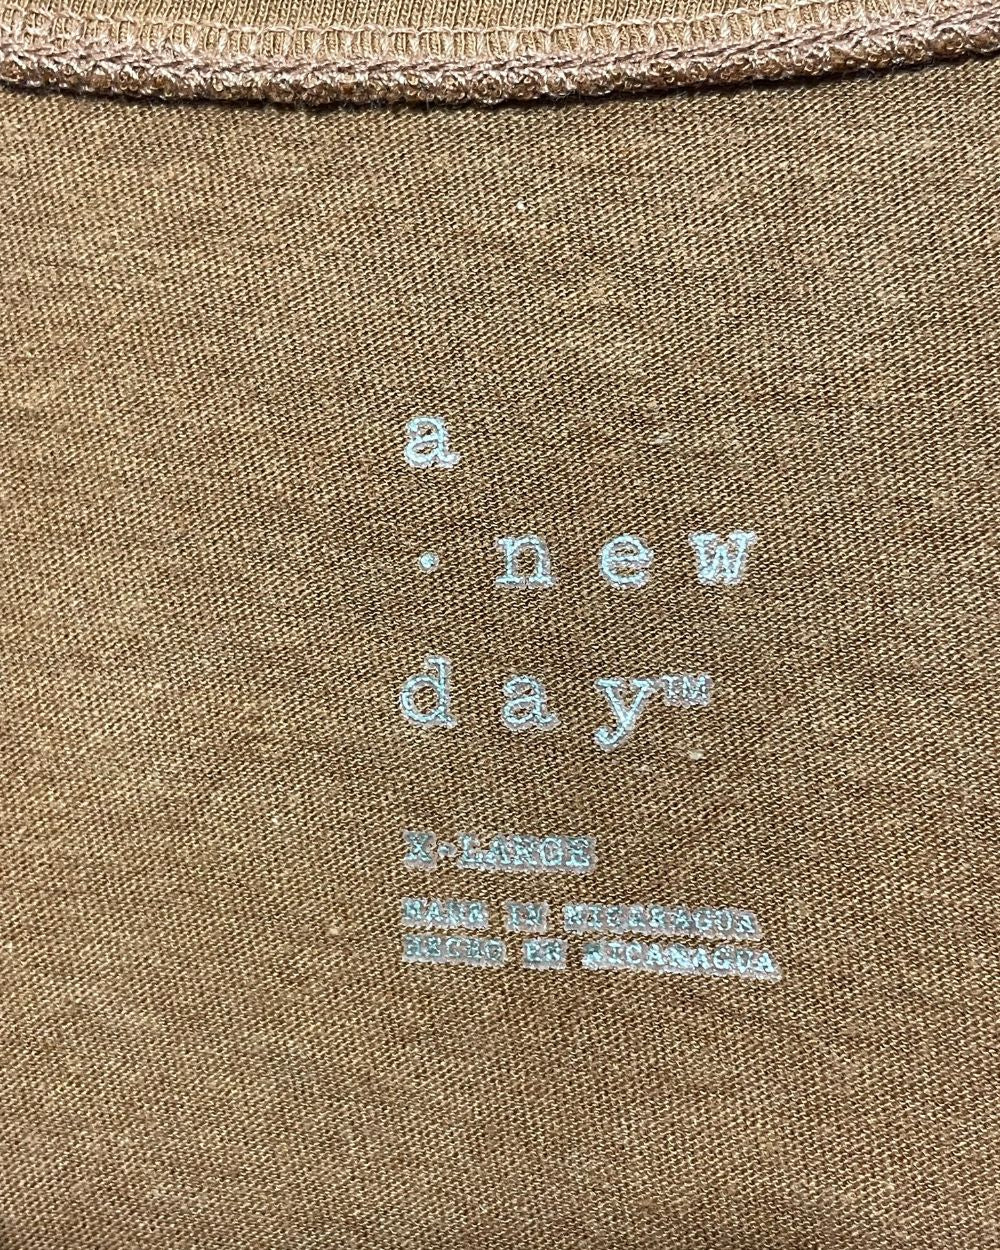 a
· new
day™
X-LARGE
MADE IN NICARAGUA
HECHO EN NICARAGUA